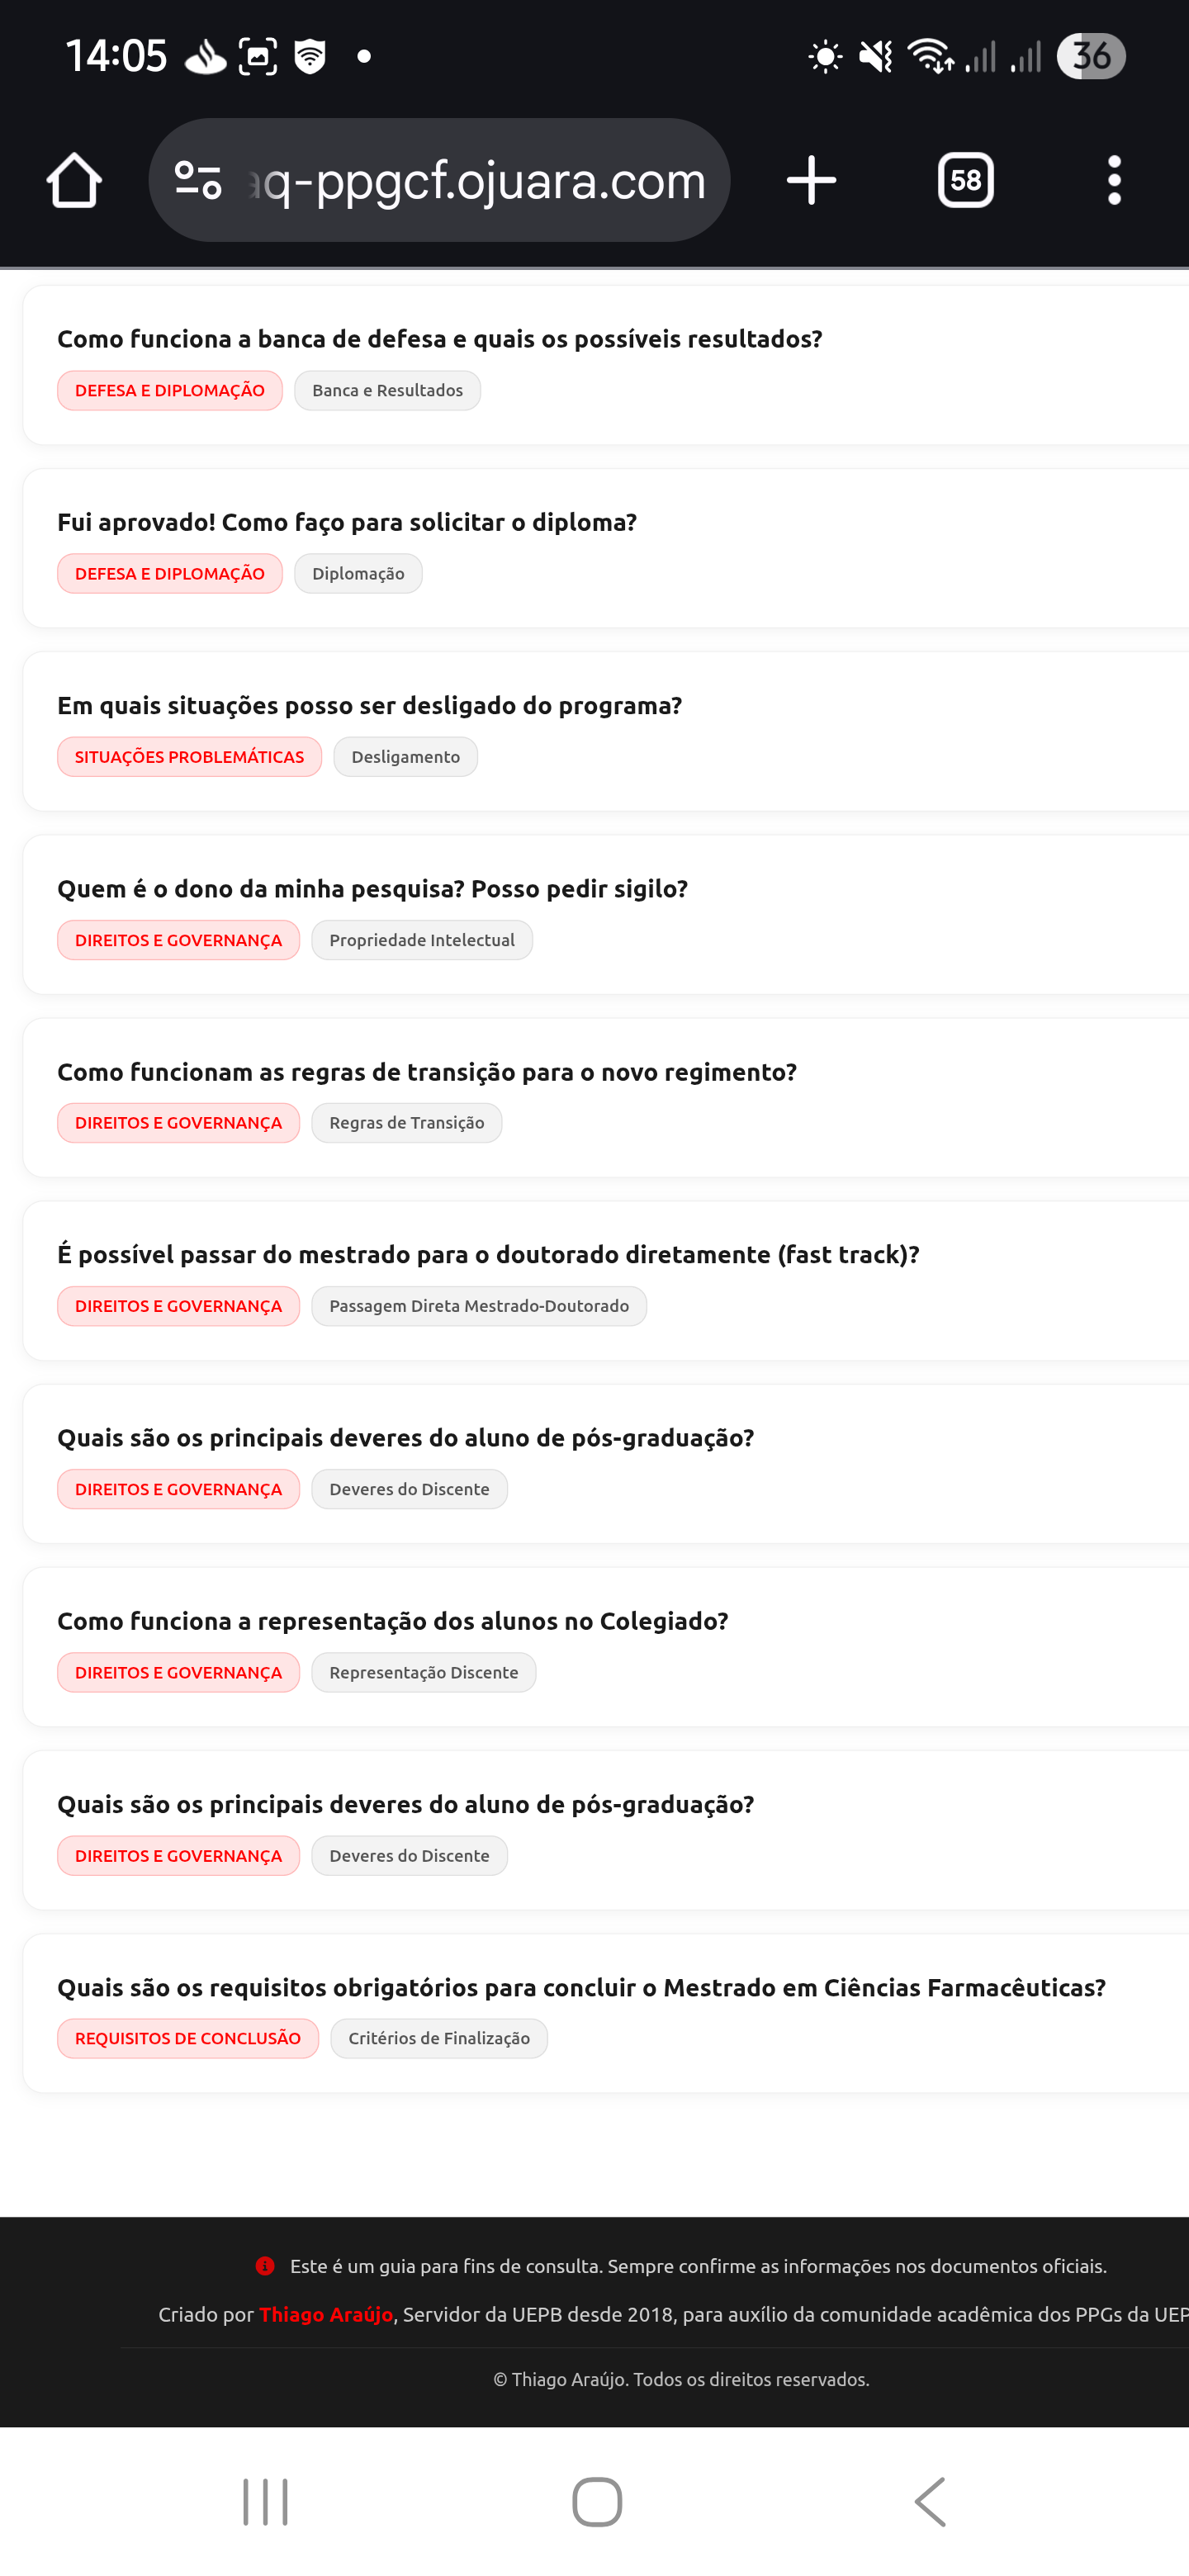 14:05
36
aq-ppgcf.ojuara.com
58
Como funciona a banca de defesa e quais os possíveis resultados?
DEFESA E DIPLOMAÇÃO Banca e Resultados
Fui aprovado! Como faço para solicitar o diploma?
DEFESA E DIPLOMAÇÃO Diplomação
Em quais situações posso ser desligado do programa?
SITUAÇÕES PROBLEMÁTICAS Desligamento
Quem é o dono da minha pesquisa? Posso pedir sigilo?
DIREITOS E GOVERNANÇA Propriedade Intelectual
Como funcionam as regras de transição para o novo regimento?
DIREITOS E GOVERNANÇA Regras de Transição
É possível passar do mestrado para o doutorado diretamente (fast track)?
DIREITOS E GOVERNANÇA Passagem Direta Mestrado-Doutorado
Quais são os principais deveres do aluno de pós-graduação?
DIREITOS E GOVERNANÇA Deveres do Discente
Como funciona a representação dos alunos no Colegiado?
DIREITOS E GOVERNANÇA Representação Discente
Quais são os principais deveres do aluno de pós-graduação?
DIREITOS E GOVERNANÇA Deveres do Discente
Quais são os requisitos obrigatórios para concluir o Mestrado em Ciências Farmacêuticas?
REQUISITOS DE CONCLUSÃO Critérios de Finalização
Este é um guia para fins de consulta. Sempre confirme as informações nos documentos oficiais.
Criado por Thiago Araújo, Servidor da UEPB desde 2018, para auxílio da comunidade acadêmica dos PPGs da UEP
© Thiago Araújo. Todos os direitos reservados.